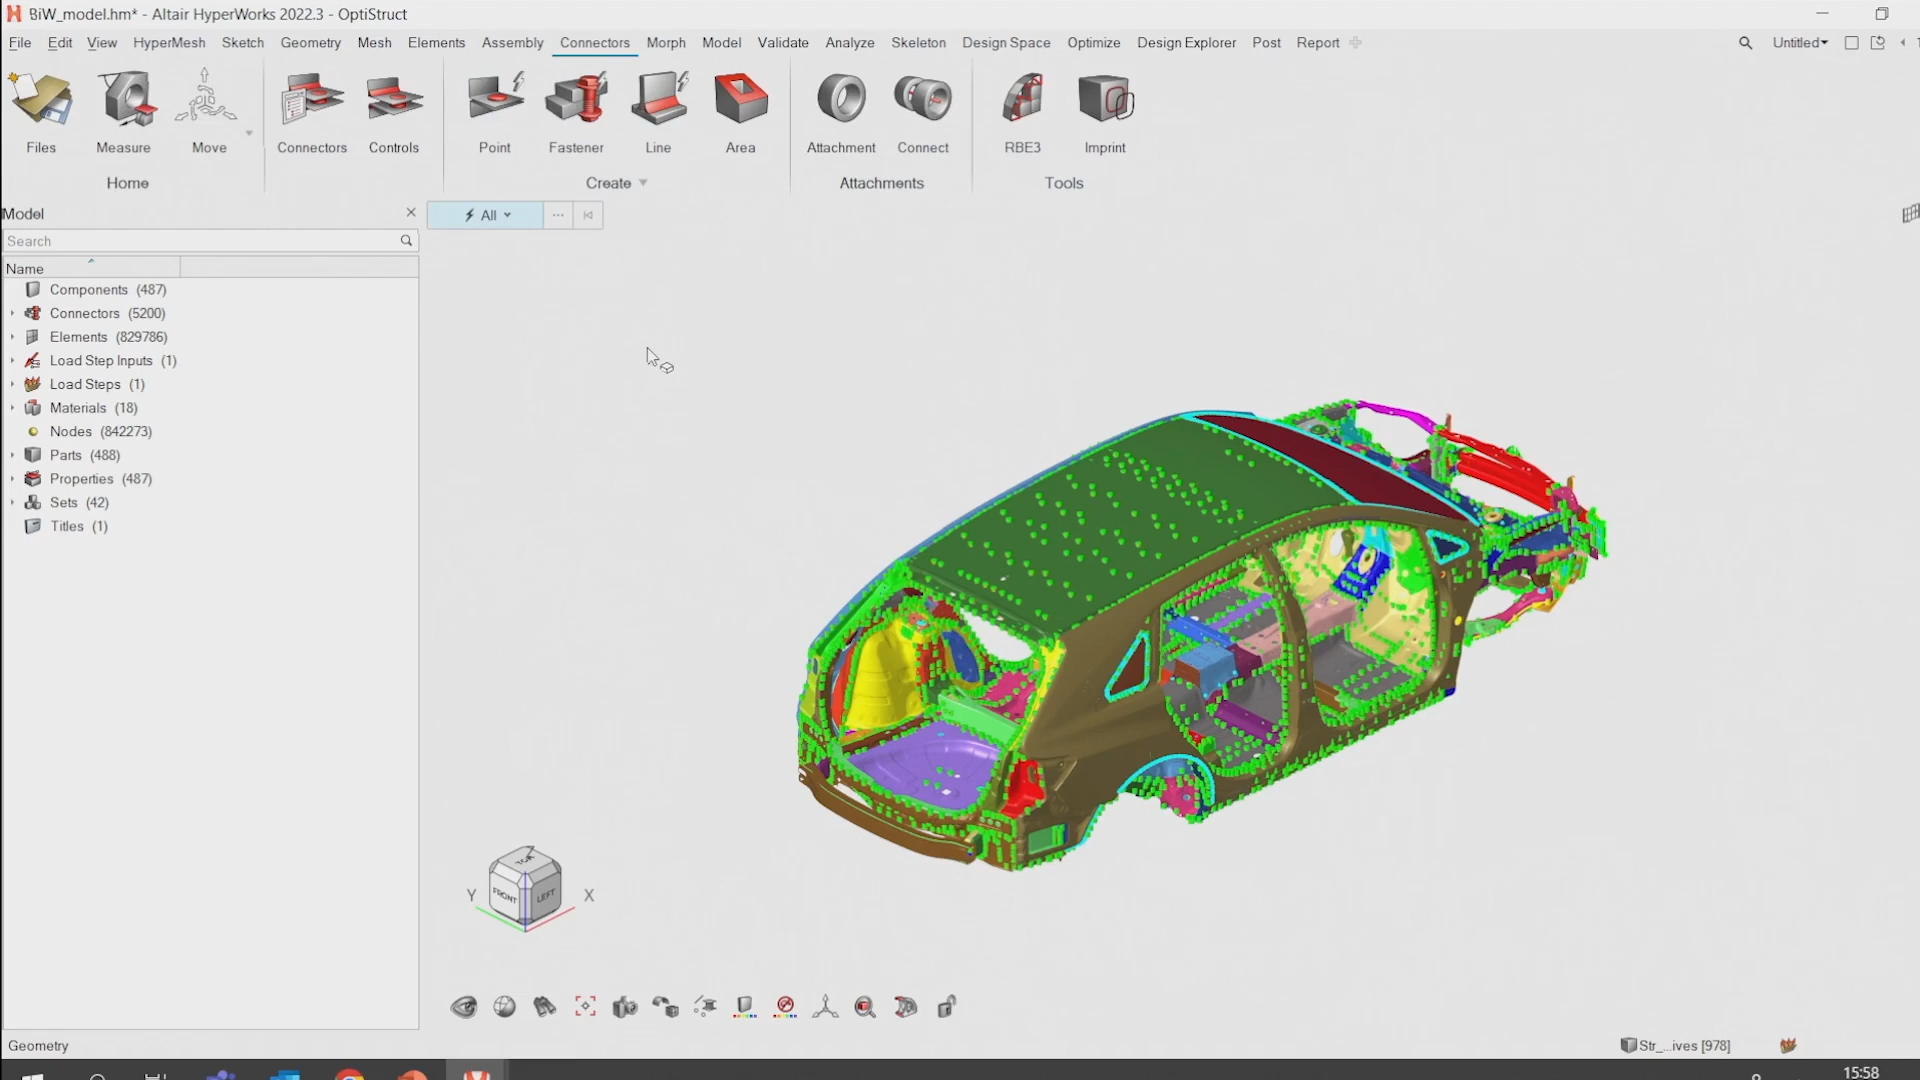 BiW_model.hm* - Altair HyperWorks 2022.3 - OptiStruct
File Edit View HyperMesh Sketch Geometry Mesh Elements Assembly Connectors Morph Model Validate Analyze Skeleton Design Space Optimize Design Explorer Post Report Untitled
Files Measure Move Connectors Controls Point Fastener Line Area Attachment Connect RBE3 Imprint
Home Create Attachments Tools
Model All
Search
Name
Components (487)
Connectors (5200)
Elements (829786)
Load Step Inputs (1)
Load Steps (1)
Materials (18)
Nodes (842273)
Parts (488)
Properties (487)
Sets (42)
Titles (1)
TOP
FRONT LEFT
Y X
Geometry Str_...ives [978]
15:58